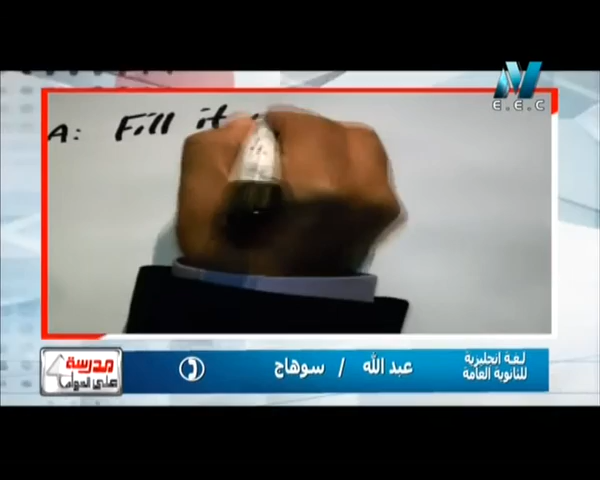 E.E.C
A: Fill it
لغة انجليزية
للثانوية العامة
عبد الله / سوهاج
مدرسة
على الهواء